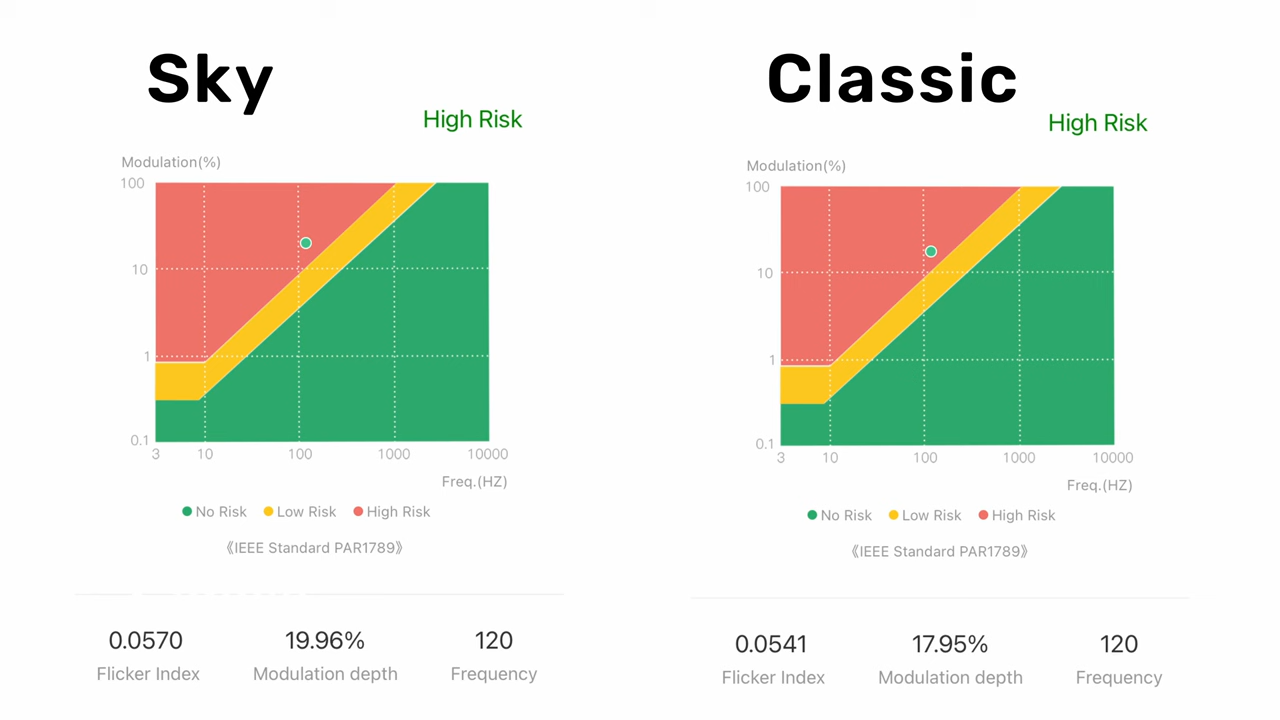 Sky
High Risk
Modulation(%)
100
10
1
0.1
3 10 100 1000 10000
Freq.(HZ)
No Risk Low Risk High Risk
《IEEE Standard PAR1789》
0.0570 19.96% 120
Flicker Index Modulation depth Frequency
Classic
High Risk
Modulation(%)
100
10
1
0.1
3 10 100 1000 10000
Freq.(HZ)
No Risk Low Risk High Risk
《IEEE Standard PAR1789》
0.0541 17.95% 120
Flicker Index Modulation depth Frequency